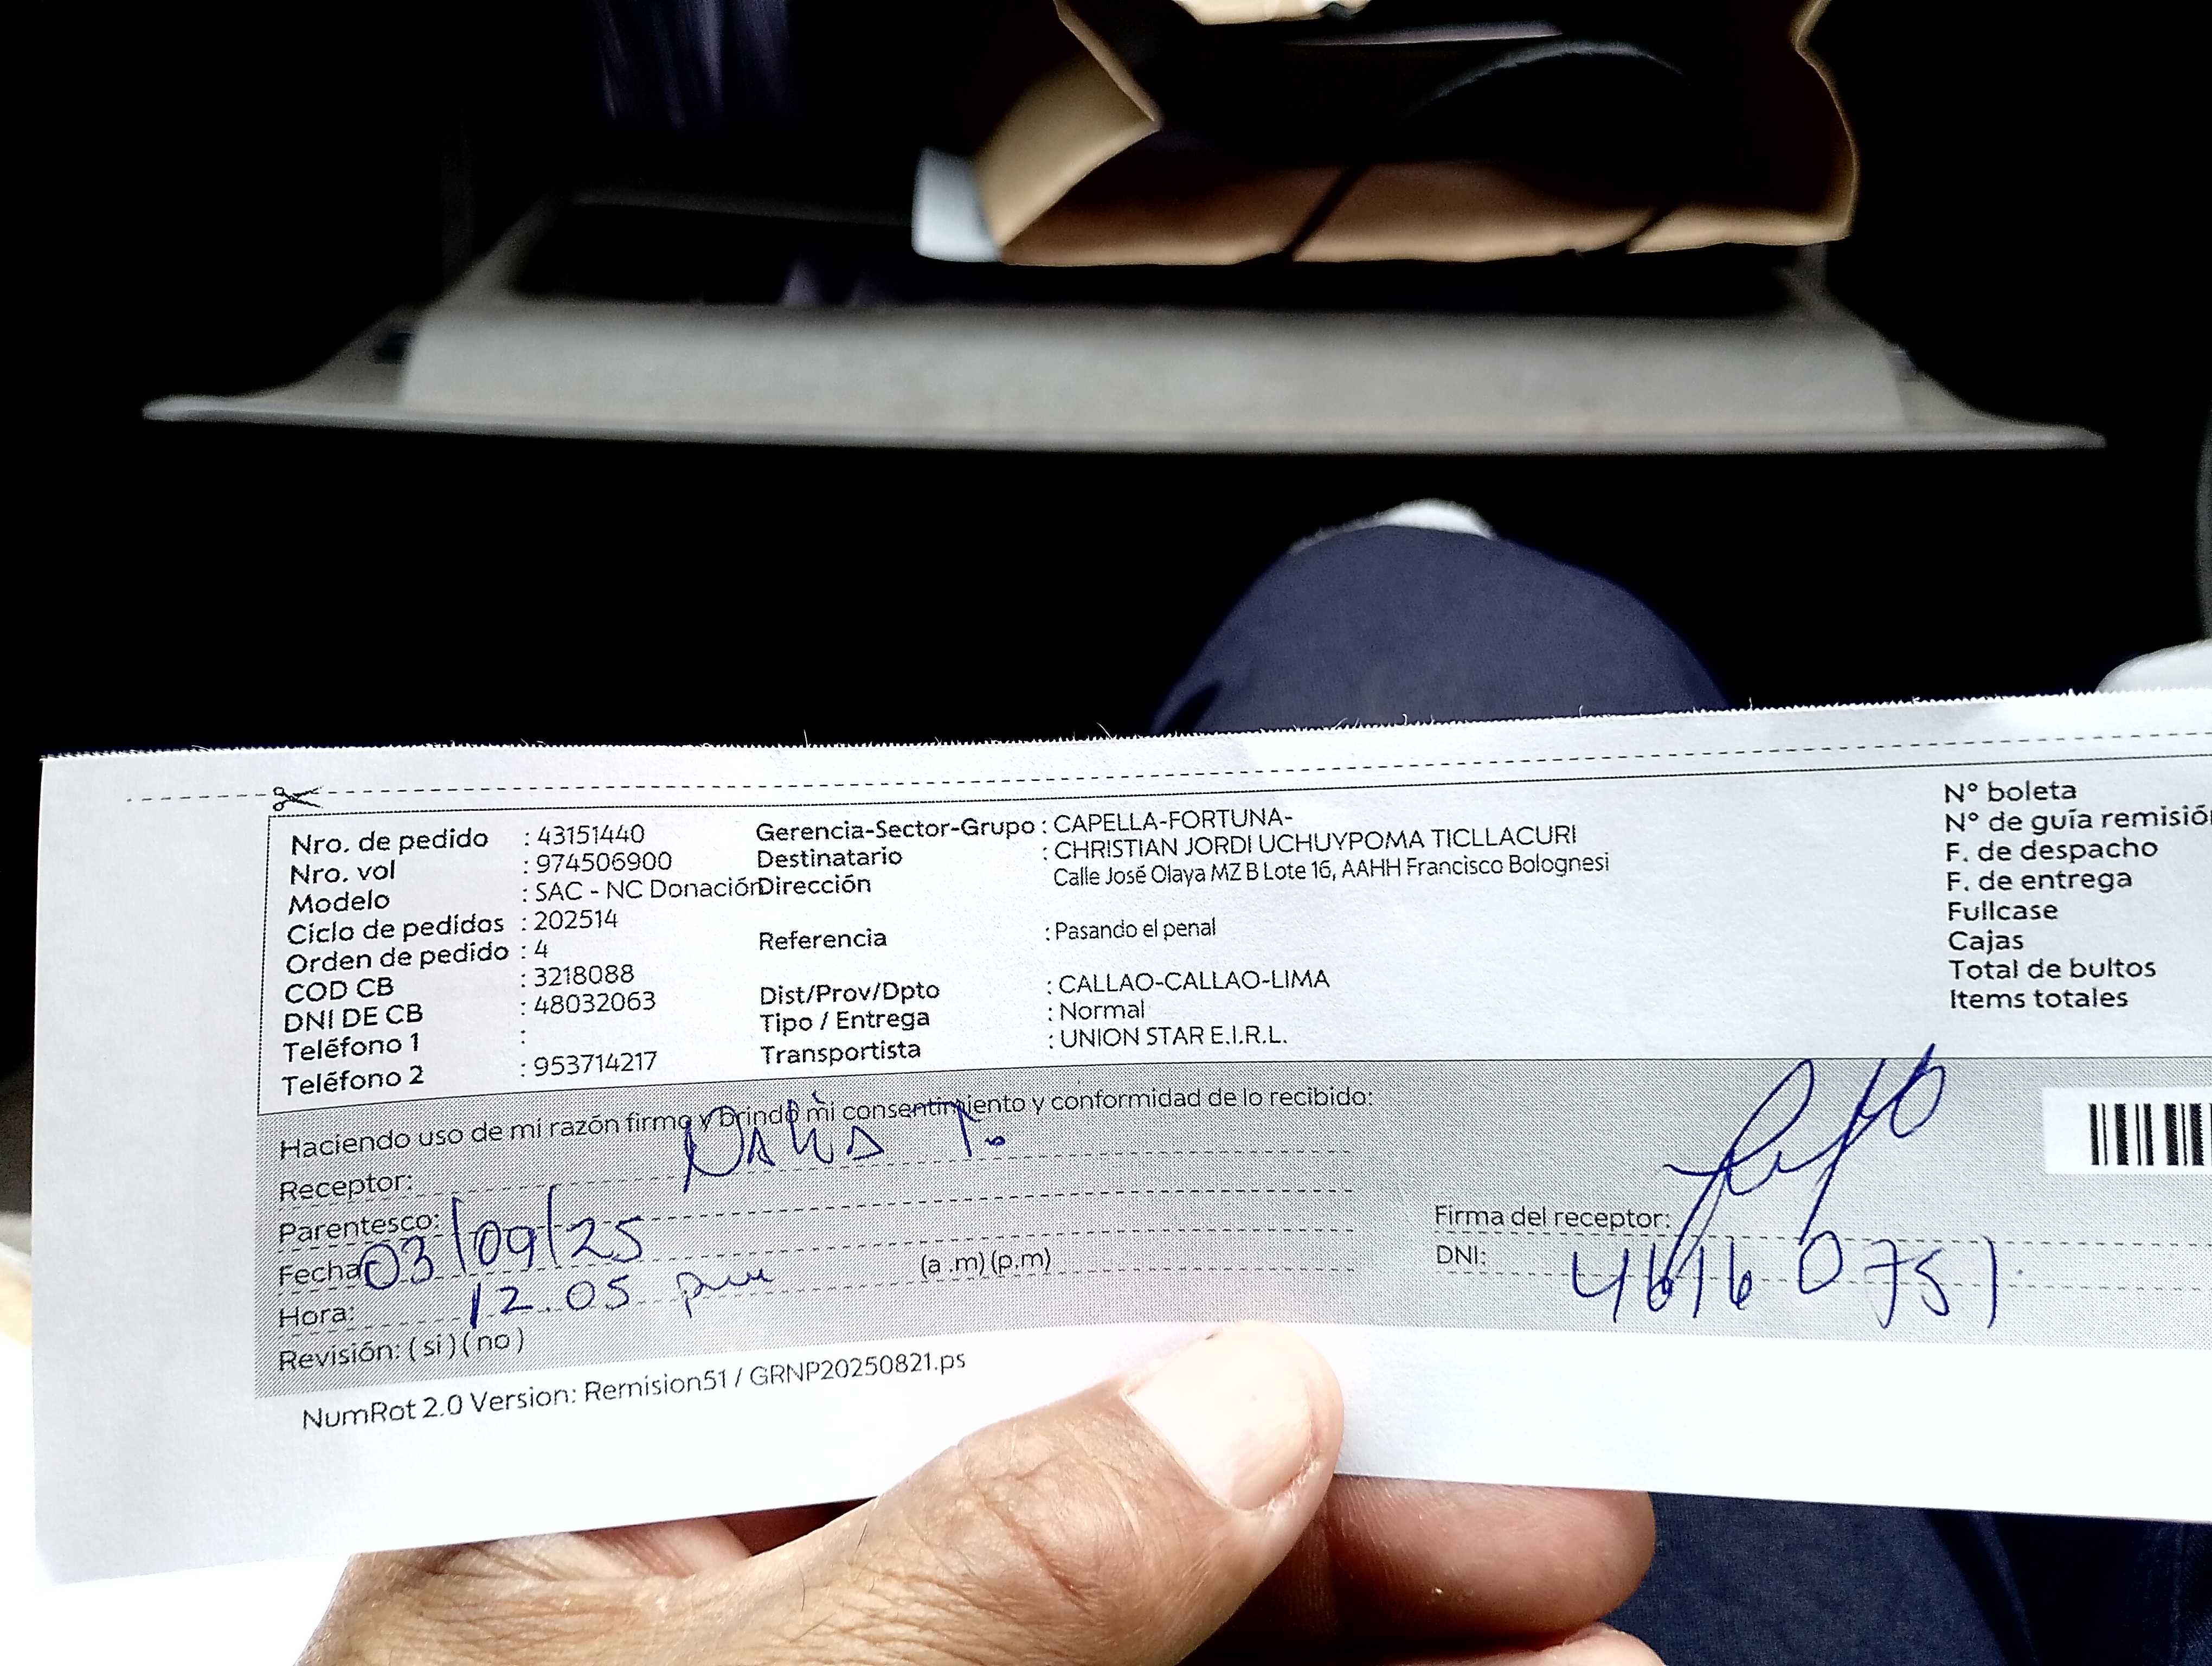 Nro. de pedido : 43151440
Nro. vol : 974506900
Modelo : SAC - NC Donación
Ciclo de pedidos : 202514
Orden de pedido : 4
COD CB : 3218088
DNI DE CB : 48032063
Teléfono 1 :
Teléfono 2 : 953714217
Gerencia-Sector-Grupo : CAPELLA-FORTUNA-
Destinatario : CHRISTIAN JORDI UCHUYPOMA TICLLACURI
Dirección Calle José Olaya MZ B Lote 16, AAHH Francisco Bolognesi
Referencia : Pasando el penal
Dist/Prov/Dpto : CALLAO-CALLAO-LIMA
Tipo / Entrega : Normal
Transportista : UNION STAR E.I.R.L.
N° boleta
N° de guía remisió
F. de despacho
F. de entrega
Fullcase
Cajas
Total de bultos
Items totales
Haciendo uso de mi razón firmo y brindo mi consentimiento y conformidad de lo recibido:
Receptor:
Parentesco:
Fecha 03/09/25
Hora: 12.05 pm (a .m) (p.m)
Revisión: ( si ) ( no )
Firma del receptor:
DNI: 46160751
NumRot 2.0 Version: Remision51 / GRNP20250821.ps